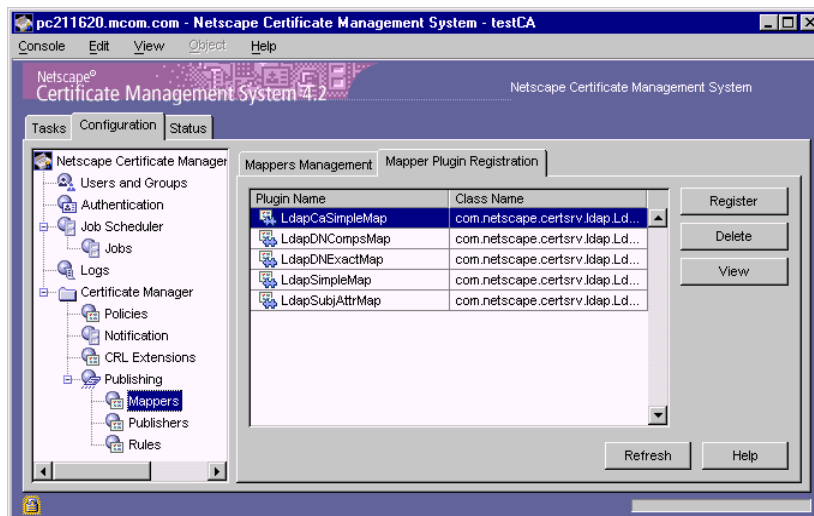 pc211620.mcom.com - Netscape Certificate Management System - testCA
Console Edit View Object Help
Netscape®
Certificate Management System 4.2
Netscape Certificate Management System
Tasks Configuration Status
Netscape Certificate Manager
Users and Groups
Authentication
Job Scheduler
Jobs
Logs
Certificate Manager
Policies
Notification
CRL Extensions
Publishing
Mappers
Publishers
Rules
Mappers Management Mapper Plugin Registration
Plugin Name Class Name
LdapCaSimpleMap com.netscape.certsrv.ldap.Ld...
LdapDNCompsMap com.netscape.certsrv.ldap.Ld...
LdapDNExactMap com.netscape.certsrv.ldap.Ld...
LdapSimpleMap com.netscape.certsrv.ldap.Ld...
LdapSubjAttrMap com.netscape.certsrv.ldap.Ld...
Register
Delete
View
Refresh Help